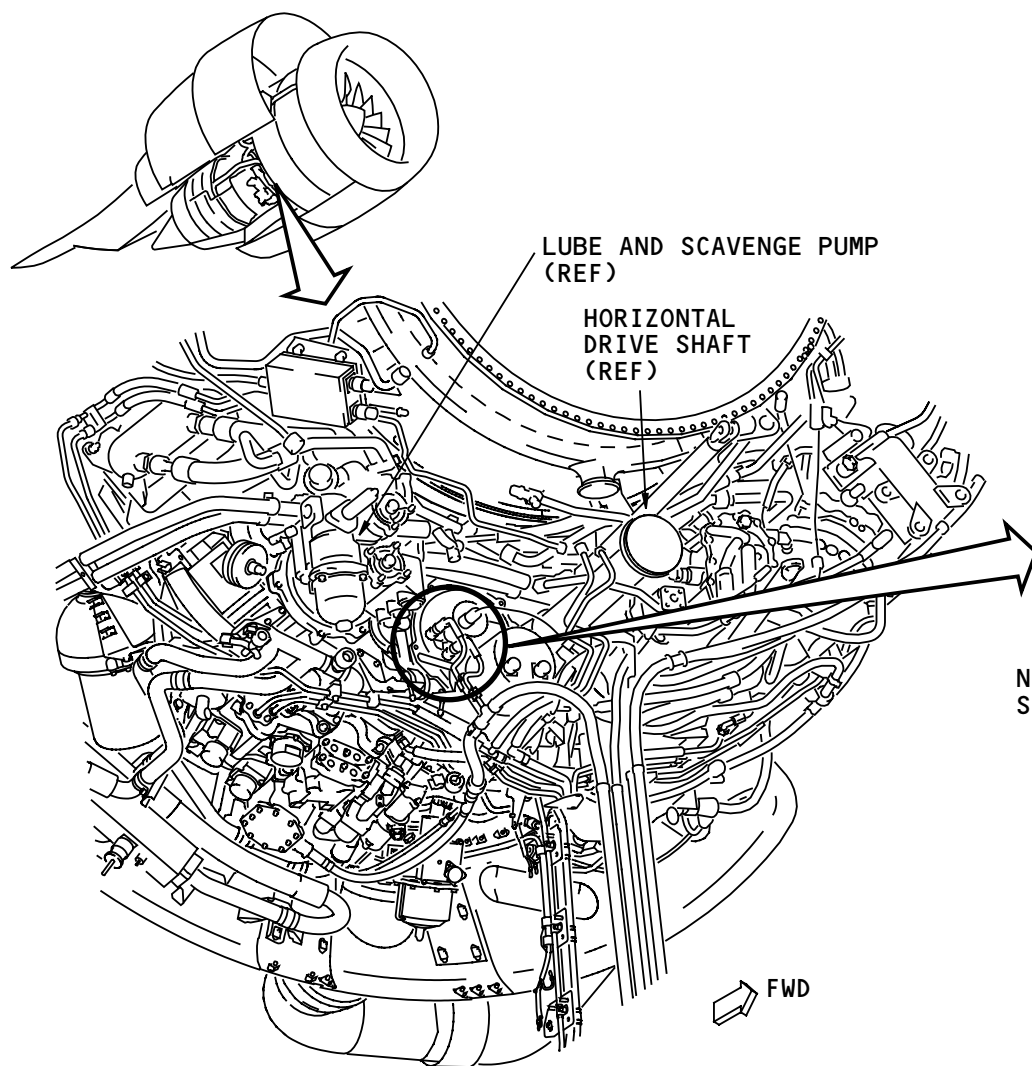 LUBE AND SCAVENGE PUMP
(REF)
HORIZONTAL
DRIVE SHAFT
(REF)
N
S
FWD